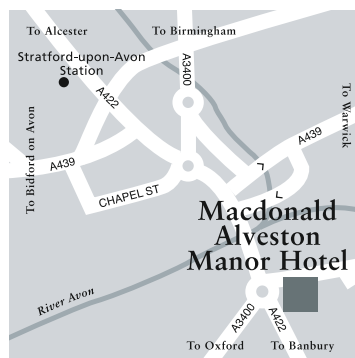 To Alcester
To Birmingham
Stratford-upon-Avon
Station
A3400
A422
To Warwick
A439
To Bidford on Avon
A439
CHAPEL ST
Macdonald
Alveston
Manor Hotel
River Avon
A3400
A422
To Oxford
To Banbury